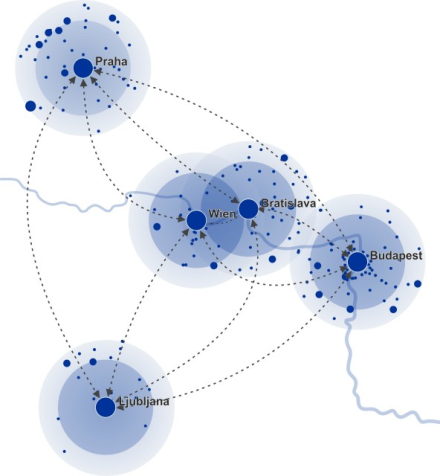 Praha
Bratislava
Wien
Budapest
Ljubljana